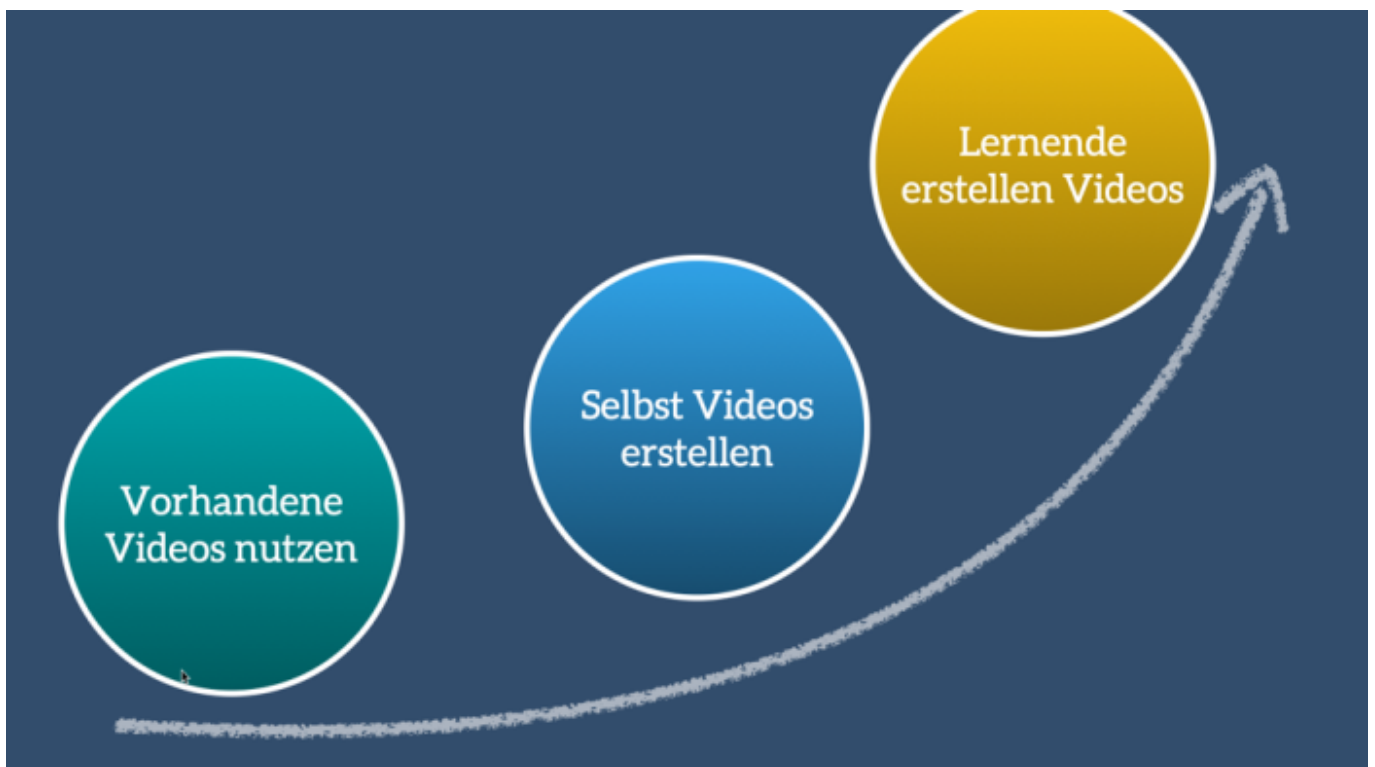 Lernende
erstellen Videos
Selbst Videos
erstellen
Vorhandene
Videos nutzen